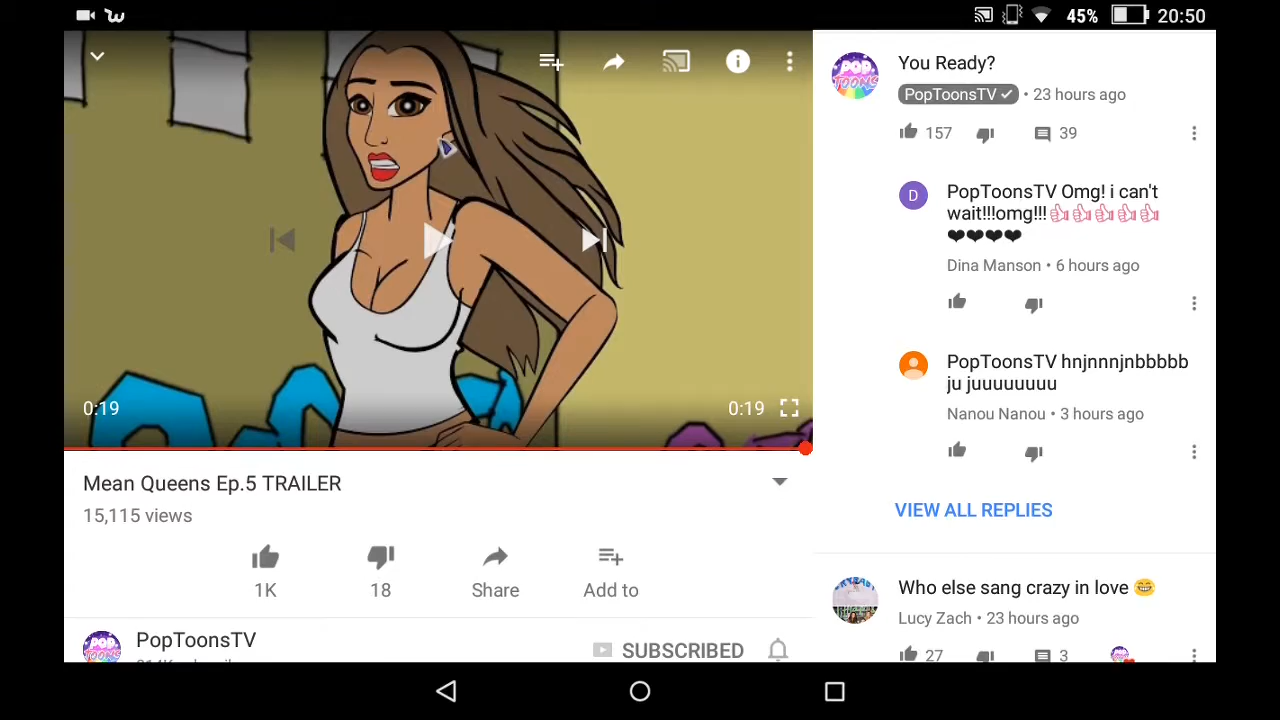 45% 20:50
0:19 0:19
Mean Queens Ep.5 TRAILER
15,115 views
1K 18 Share Add to
PopToonsTV
SUBSCRIBED
POP TOONS
You Ready?
PopToonsTV • 23 hours ago
157 39
D
PopToonsTV Omg! i can't
wait!!!omg!!!👍👍👍👍👍
❤❤❤❤
Dina Manson • 6 hours ago
PopToonsTV hnjnnnjnbbbbb
ju juuuuuuuu
Nanou Nanou • 3 hours ago
VIEW ALL REPLIES
Who else sang crazy in love 😁
Lucy Zach • 23 hours ago
27 3